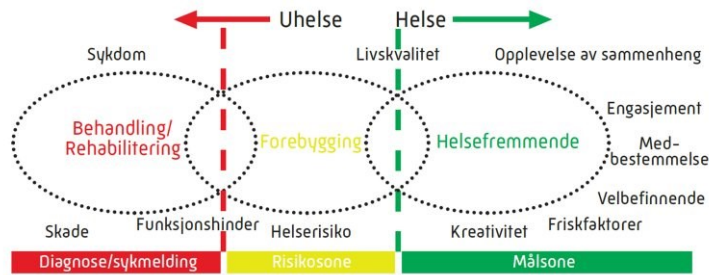 Uhelse Helse
Sykdom Livskvalitet Opplevelse av sammenheng
Engasjement
Behandling/
Rehabilitering Forebygging Helsefremmende Med-
bestemmelse
Velbefinnende
Skade Funksjonshinder Helserisiko Kreativitet Friskfaktorer
Diagnose/sykmelding Risikosone Målsone